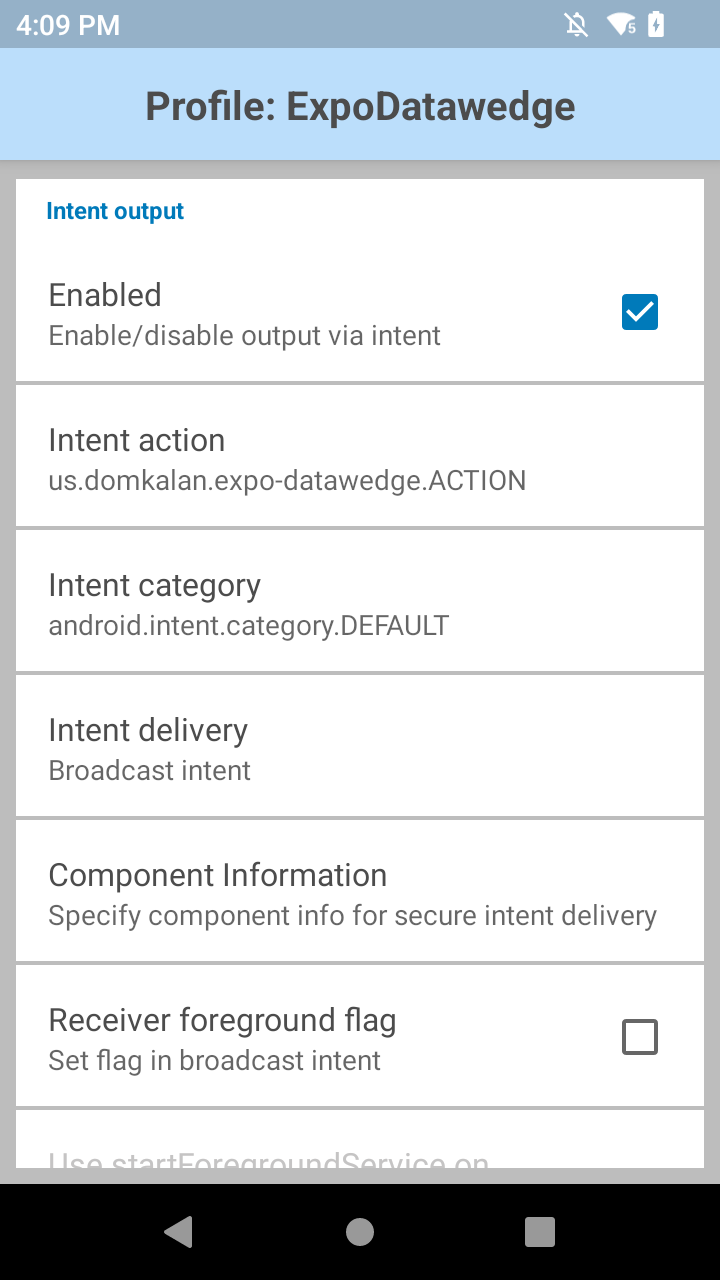 4:09 PM
5
Profile: ExpoDatawedge
Intent output
Enabled
Enable/disable output via intent
Intent action
us.domkalan.expo-datawedge.ACTION
Intent category
android.intent.category.DEFAULT
Intent delivery
Broadcast intent
Component Information
Specify component info for secure intent delivery
Receiver foreground flag
Set flag in broadcast intent
Use startForegroundService on